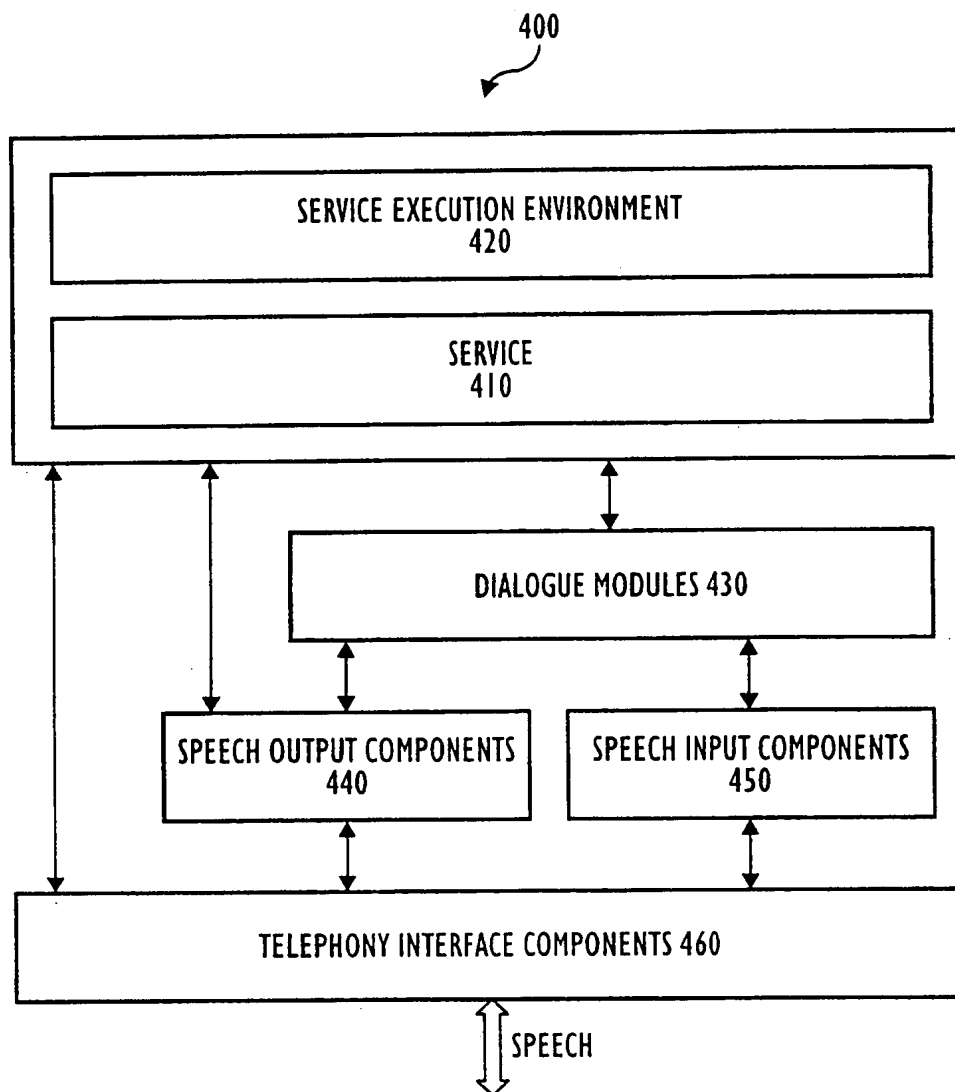 400
SERVICE EXECUTION ENVIRONMENT
420
SERVICE
410
DIALOGUE MODULES 430
SPEECH OUTPUT COMPONENTS
440
SPEECH INPUT COMPONENTS
450
TELEPHONY INTERFACE COMPONENTS 460
SPEECH